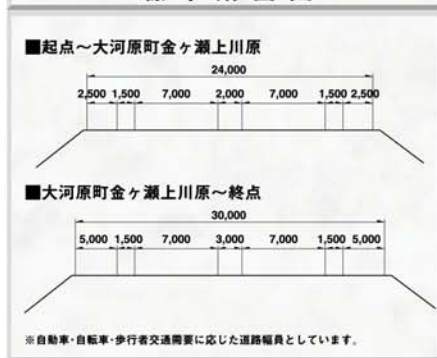 ■起点～大河原町金ヶ瀬上川原
24,000
2,500 1,500 7,000 2,000 7,000 1,500 2,500
■大河原町金ヶ瀬上川原～終点
30,000
5,000 1,500 7,000 3,000 7,000 1,500 5,000
※自動車・自転車・歩行者交通需要に応じた道路幅員としています。